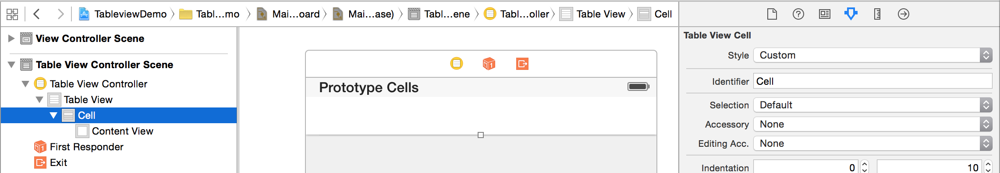 TableviewDemo Tabl...mo Mai...oard Mai...ase) Tabl...ene Tabl...oller Table View Cell
View Controller Scene
Table View Controller Scene
Table View Controller
Table View
Cell
Content View
First Responder
Exit
Prototype Cells
Table View Cell
Style Custom
Identifier Cell
Selection Default
Accessory None
Editing Acc. None
Indentation 0 10